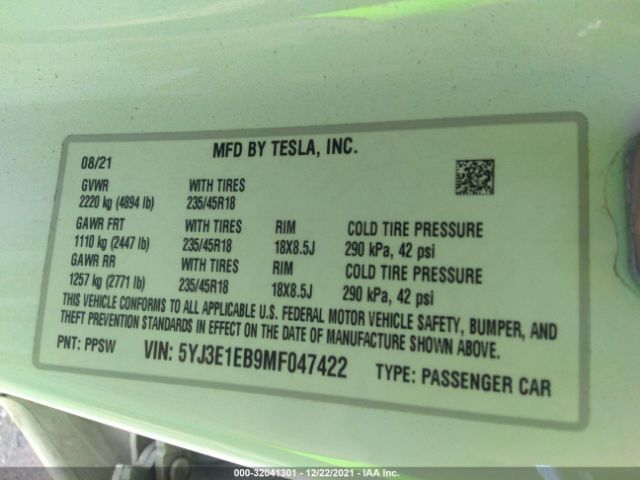 MFD BY TESLA, INC.
08/21
GVWR WITH TIRES
2220 kg (4894 lb) 235/45R18
GAWR FRT WITH TIRES RIM COLD TIRE PRESSURE
1110 kg (2447 lb) 235/45R18 18X8.5J 290 kPa, 42 psi
GAWR RR WITH TIRES RIM COLD TIRE PRESSURE
1257 kg (2771 lb) 235/45R18 18X8.5J 290 kPa, 42 psi
THIS VEHICLE CONFORMS TO ALL APPLICABLE U.S. FEDERAL MOTOR VEHICLE SAFETY, BUMPER, AND
THEFT PREVENTION STANDARDS IN EFFECT ON THE DATE OF MANUFACTURE SHOWN ABOVE.
PNT: PPSW VIN: 5YJ3E1EB9MF047422 TYPE: PASSENGER CAR
000-32041301 - 12/22/2021 - IAA Inc.